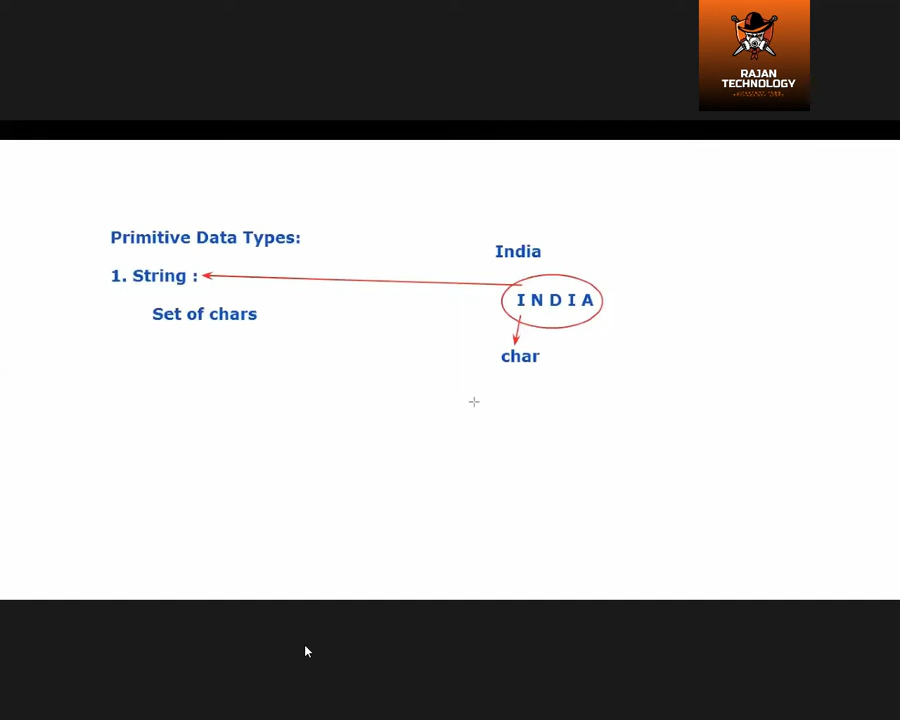 RAJAN
TECHNOLOGY
Primitive Data Types:
India
1. String :
I N D I A
Set of chars
char